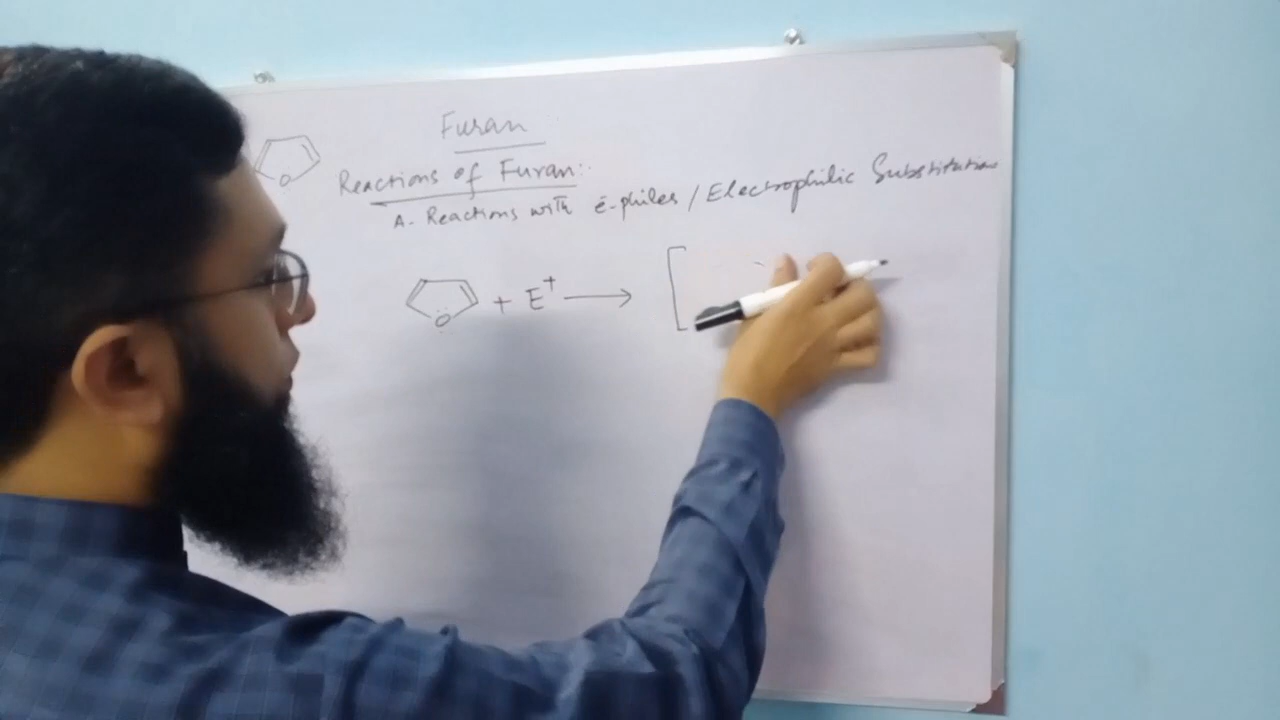 Furan
Reactions of Furan:-
A- Reactions with ē-philes / Electrophilic Substitution
O
O + E+ → [